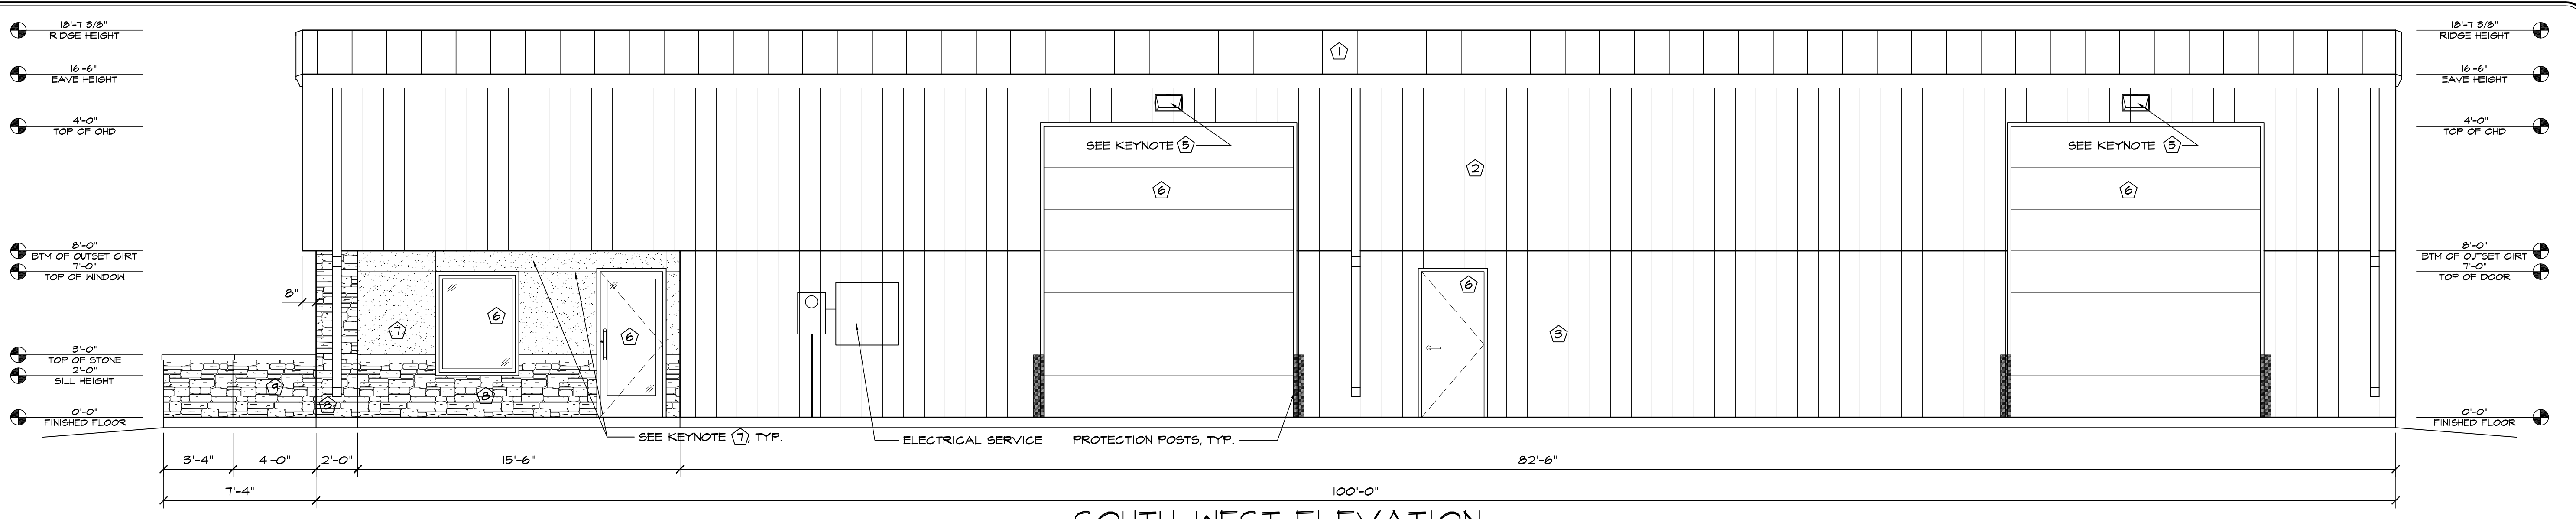 18'-7 3/8"
RIDGE HEIGHT
16'-6"
EAVE HEIGHT
14'-0"
TOP OF OHD
8'-0"
BTM OF OUTSET GIRT
7'-0"
TOP OF WINDOW
3'-0"
TOP OF STONE
2'-0"
SILL HEIGHT
0'-0"
FINISHED FLOOR
1
SEE KEYNOTE 5
6
2
SEE KEYNOTE 5
6
8"
7
6
6
6
3
9
8
8
SEE KEYNOTE 7, TYP.
ELECTRICAL SERVICE
PROTECTION POSTS, TYP.
18'-7 3/8"
RIDGE HEIGHT
16'-6"
EAVE HEIGHT
14'-0"
TOP OF OHD
8'-0"
BTM OF OUTSET GIRT
7'-0"
TOP OF DOOR
0'-0"
FINISHED FLOOR
3'-4" 4'-0" 2'-0" 15'-6" 82'-6"
7'-4" 100'-0"
SOUTH WEST ELEVATION